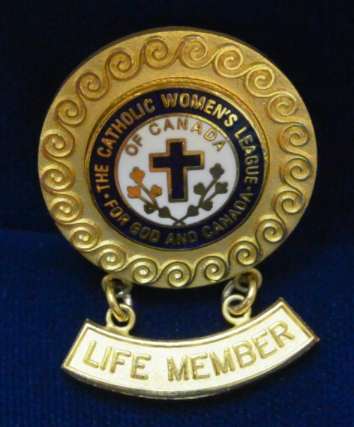 · THE CATHOLIC WOMEN'S LEAGUE ·
OF CANADA
FOR GOD AND CANADA
LIFE MEMBER